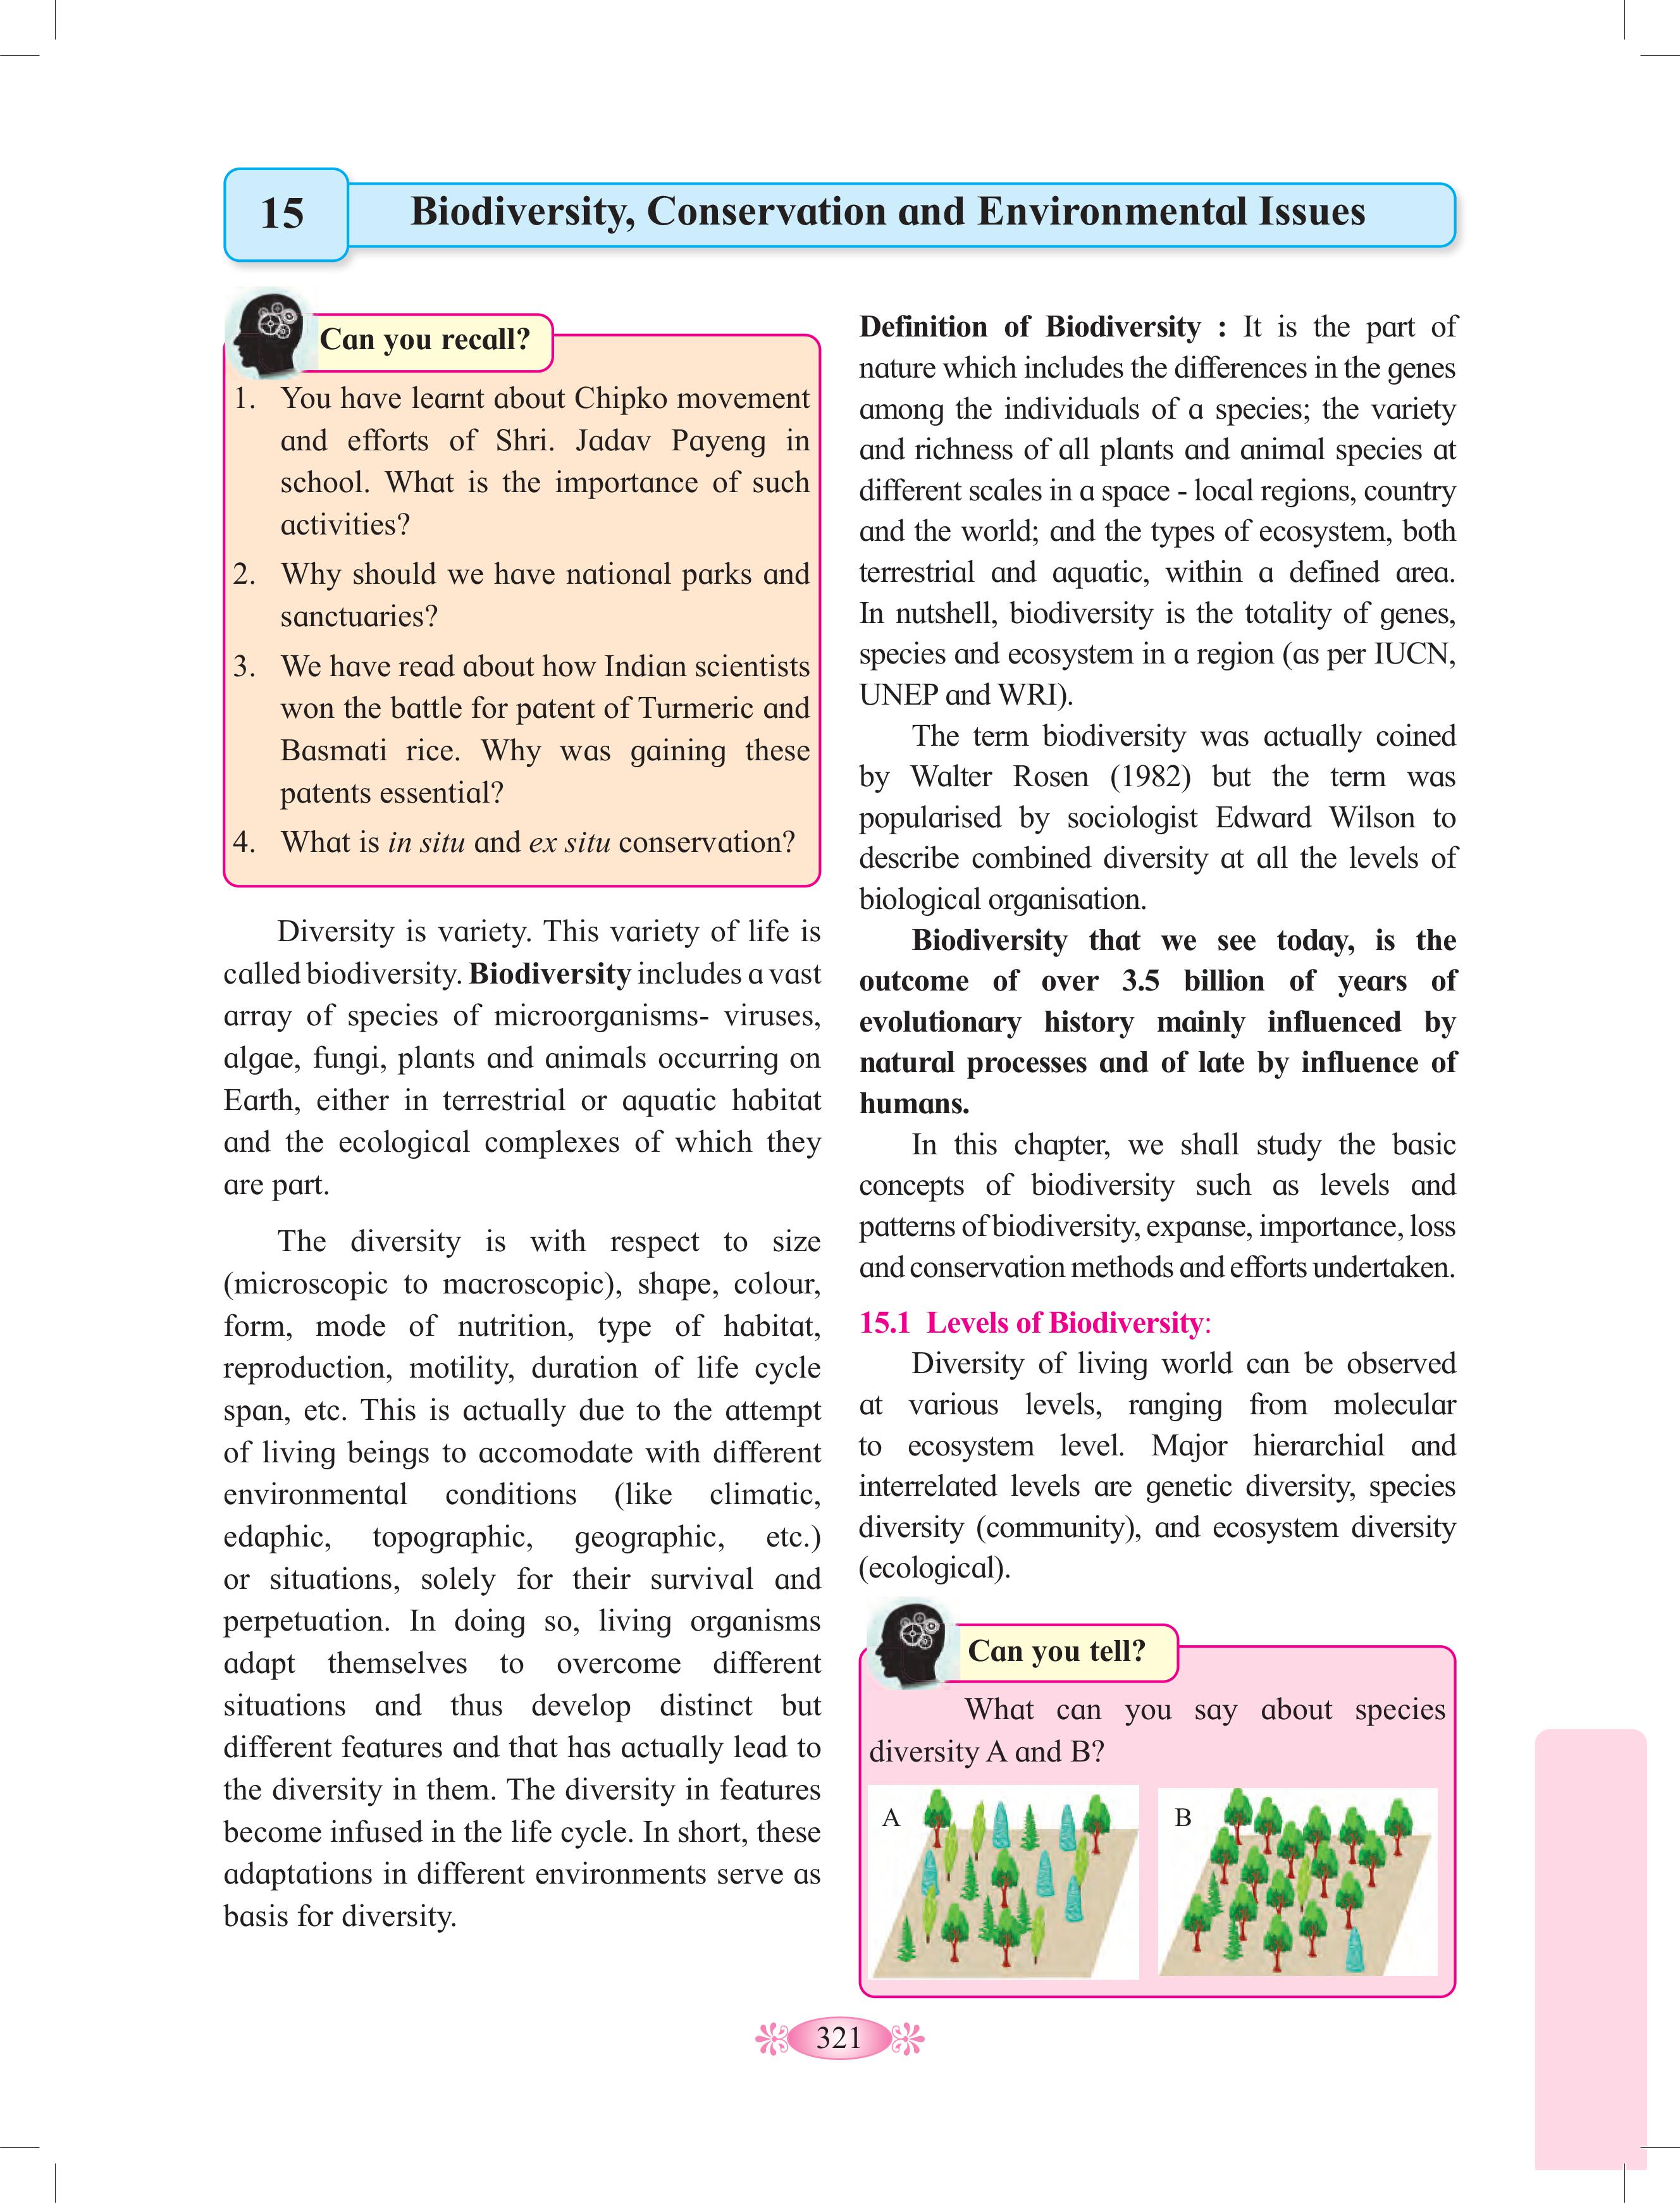 15
Biodiversity, Conservation and Environmental Issues
Can you recall?
1. You have learnt about Chipko movement
and efforts of Shri. Jadav Payeng in
school. What is the importance of such
activities?
2. Why should we have national parks and
sanctuaries?
3. We have read about how Indian scientists
won the battle for patent of Turmeric and
Basmati rice. Why was gaining these
patents essential?
4. What is in situ and ex situ conservation?
Diversity is variety. This variety of life is
called biodiversity. Biodiversity includes a vast
array of species of microorganisms- viruses,
algae, fungi, plants and animals occurring on
Earth, either in terrestrial or aquatic habitat
and the ecological complexes of which they
are part.
The diversity is with respect to size
(microscopic to macroscopic), shape, colour,
form, mode of nutrition, type of habitat,
reproduction, motility, duration of life cycle
span, etc. This is actually due to the attempt
of living beings to accomodate with different
environmental conditions (like climatic,
edaphic, topographic, geographic, etc.)
or situations, solely for their survival and
perpetuation. In doing so, living organisms
adapt themselves to overcome different
situations and thus develop distinct but
different features and that has actually lead to
the diversity in them. The diversity in features
become infused in the life cycle. In short, these
adaptations in different environments serve as
basis for diversity.
Definition of Biodiversity : It is the part of
nature which includes the differences in the genes
among the individuals of a species; the variety
and richness of all plants and animal species at
different scales in a space - local regions, country
and the world; and the types of ecosystem, both
terrestrial and aquatic, within a defined area.
In nutshell, biodiversity is the totality of genes,
species and ecosystem in a region (as per IUCN,
UNEP and WRI).
The term biodiversity was actually coined
by Walter Rosen (1982) but the term was
popularised by sociologist Edward Wilson to
describe combined diversity at all the levels of
biological organisation.
Biodiversity that we see today, is the
outcome of over 3.5 billion of years of
evolutionary history mainly influenced by
natural processes and of late by influence of
humans.
In this chapter, we shall study the basic
concepts of biodiversity such as levels and
patterns of biodiversity, expanse, importance, loss
and conservation methods and efforts undertaken.
15.1 Levels of Biodiversity:
Diversity of living world can be observed
at various levels, ranging from molecular
to ecosystem level. Major hierarchial and
interrelated levels are genetic diversity, species
diversity (community), and ecosystem diversity
(ecological).
Can you tell?
What can you say about species
diversity A and B?
A
B
321